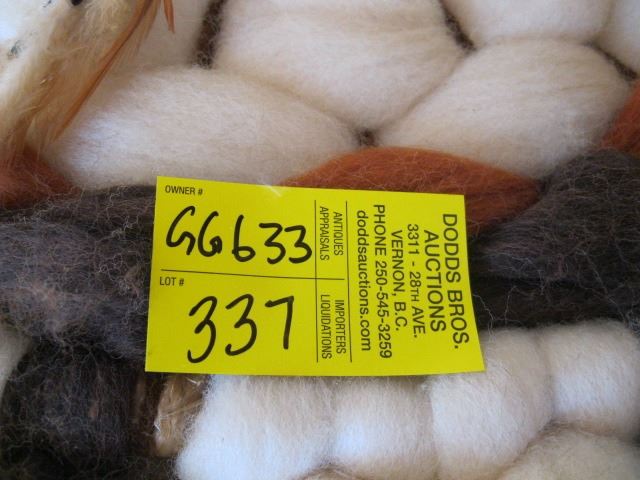 OWNER #
GG633
LOT #
337
ANTIQUES
APPRAISALS
IMPORTERS
LIQUIDATIONS
DODDS BROS.
AUCTIONS
3311 - 28TH AVE.
VERNON, B.C.
PHONE 250-545-3259
doddsauctions.com